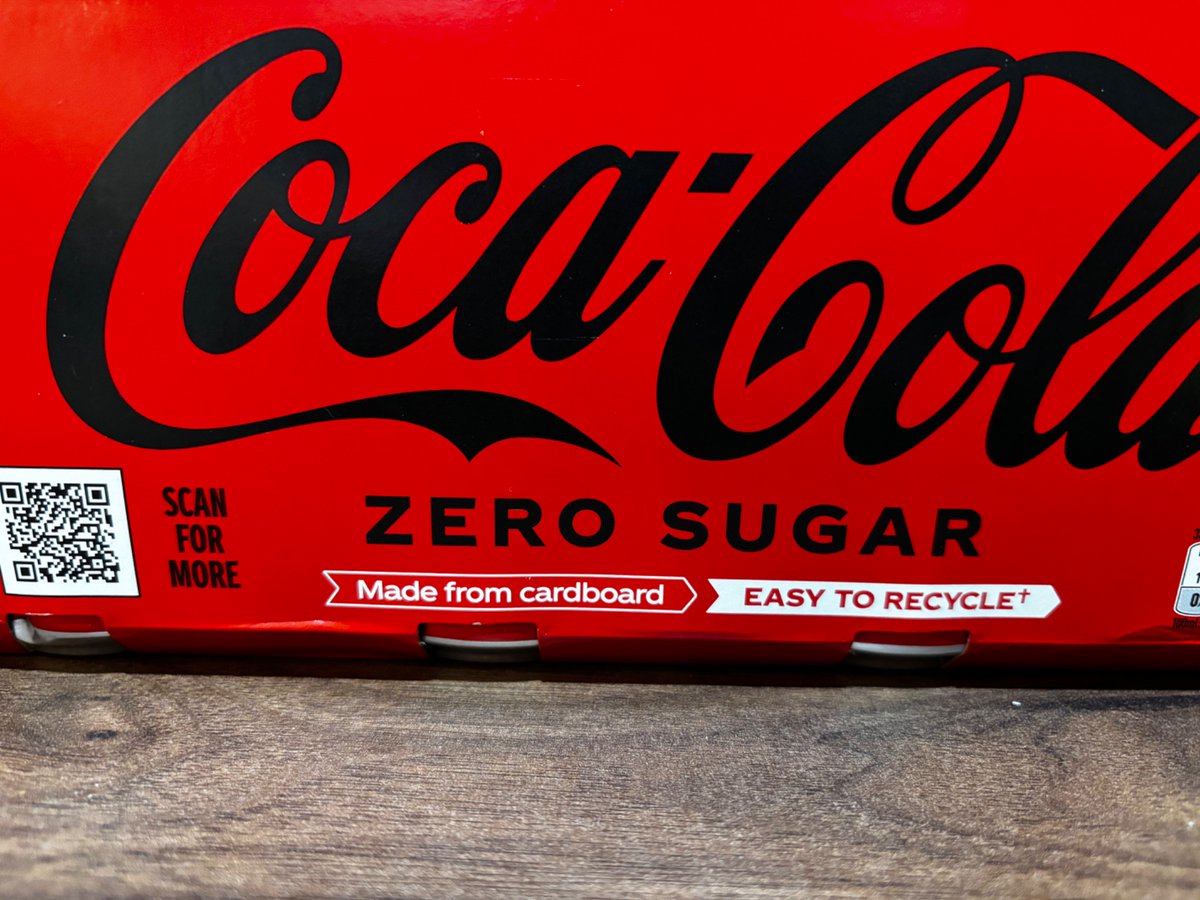 Coca-Cola
ZERO SUGAR
SCAN
FOR
MORE
Made from cardboard
EASY TO RECYCLE†